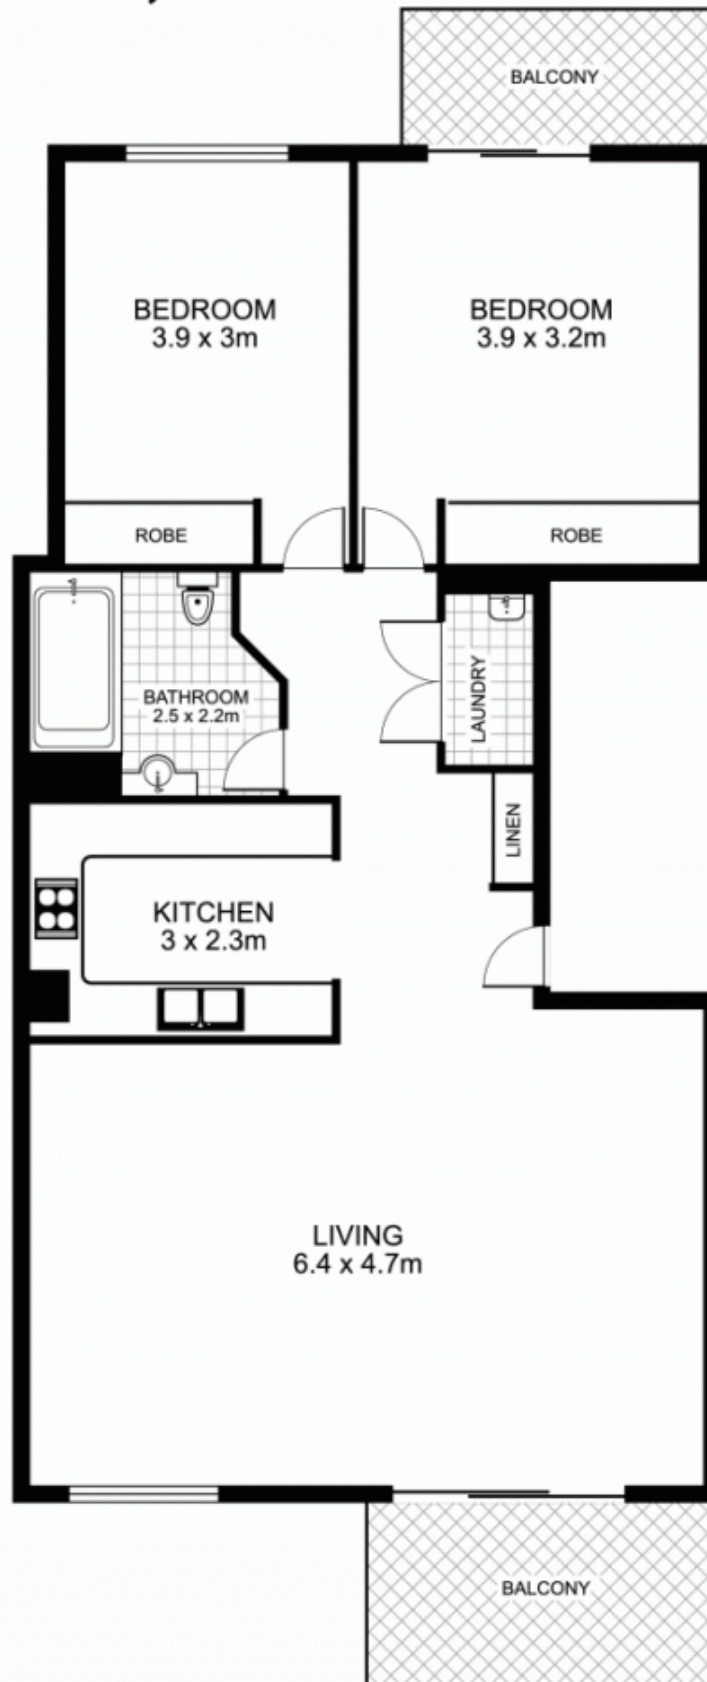 BALCONY
BEDROOM
3.9 x 3m
BEDROOM
3.9 x 3.2m
ROBE
ROBE
BATHROOM
2.5 x 2.2m
LAUNDRY
LINEN
KITCHEN
3 x 2.3m
LIVING
6.4 x 4.7m
BALCONY